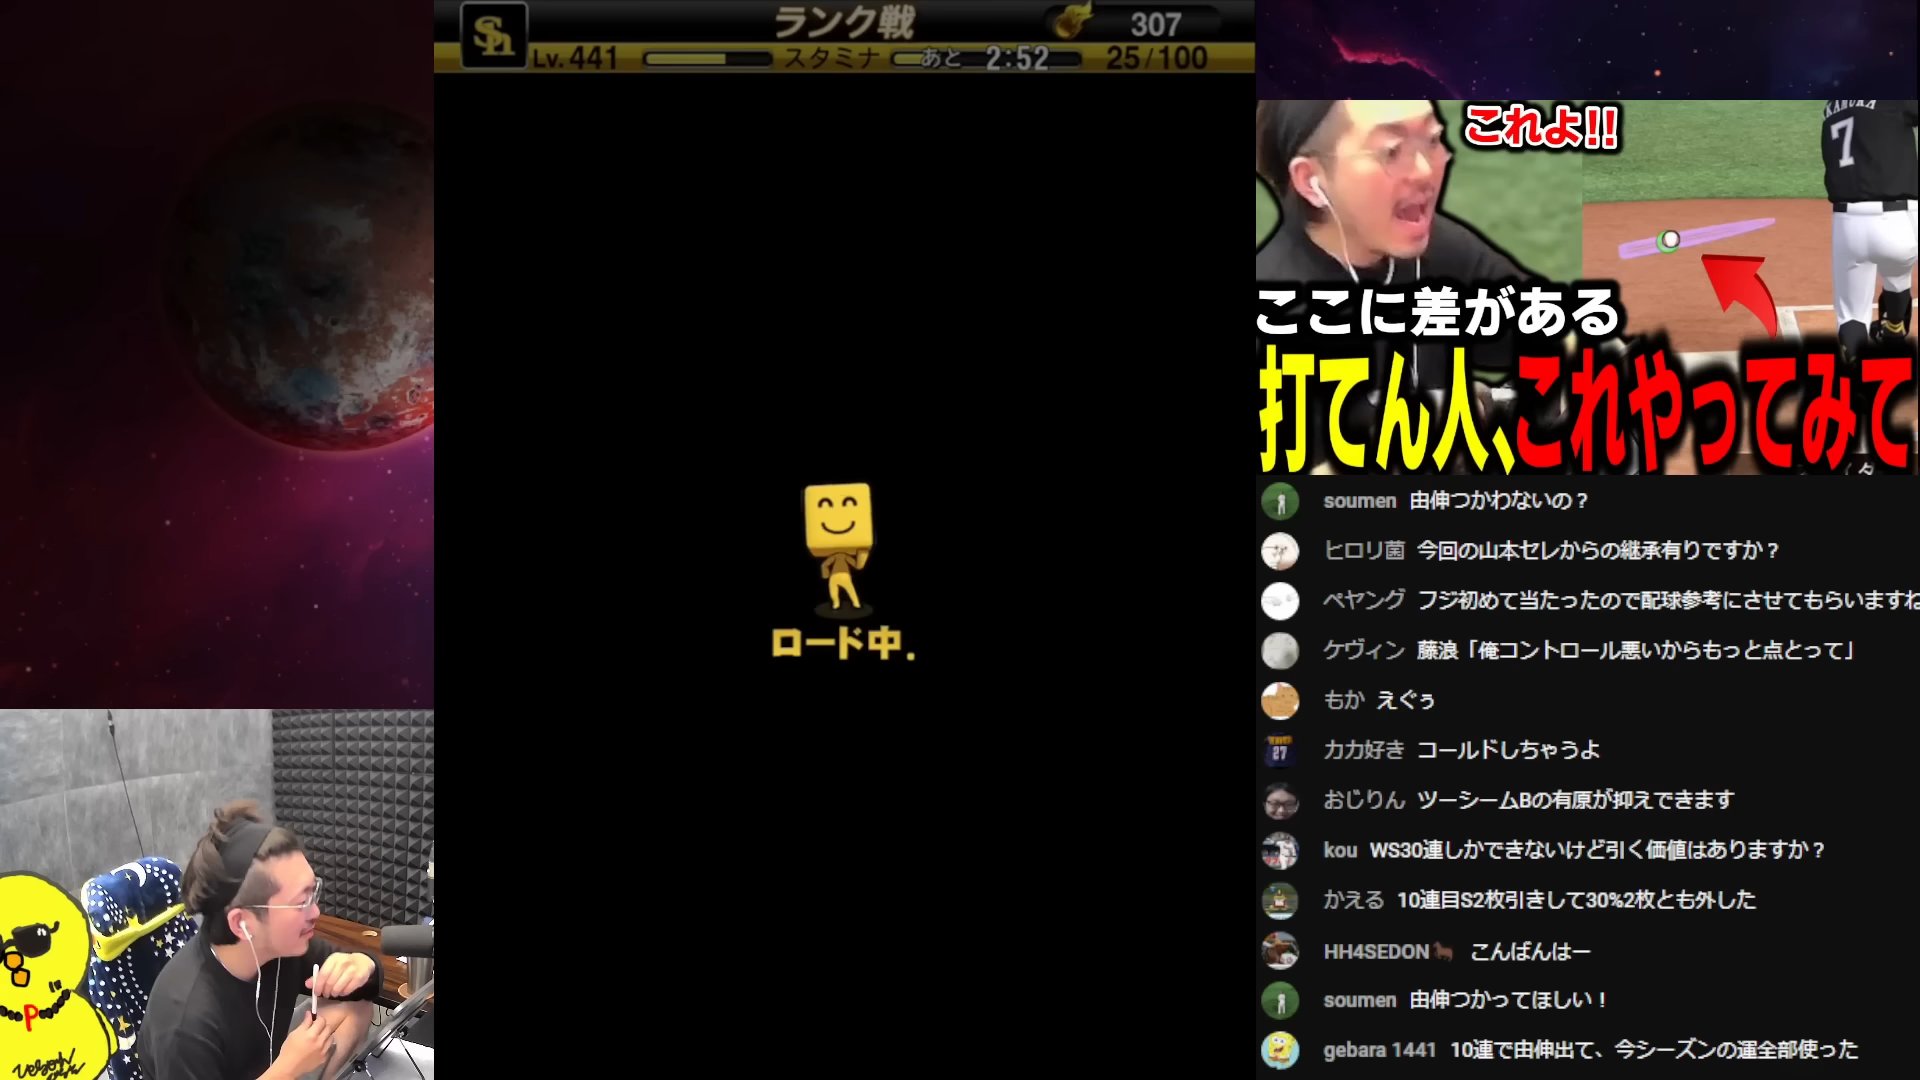 Sh
ランク戦
307
Lv.441
スタミナ
あと 2:52
25/100
ロード中.
これよ!!
7
ここに差がある
打てん人、これやってみて
soumen 由伸つかわないの？
ヒロリ菌 今回の山本セレからの継承有りですか？
ペヤング フジ初めて当たったので配球参考にさせてもらいますね
ケヴィン 藤浪「俺コントロール悪いからもっと点とって」
もか えぐぅ
力力好き コールドしちゃうよ
27
おじりん ツーシームBの有原が抑えできます
kou WS30連しかできないけど引く価値はありますか？
かえる 10連目S2枚引きして30%2枚とも外した
HH4SEDON🐎 こんばんはー
soumen 由伸つかってほしい！
gebara 1441 10連で由伸出て、今シーズンの運全部使った
P